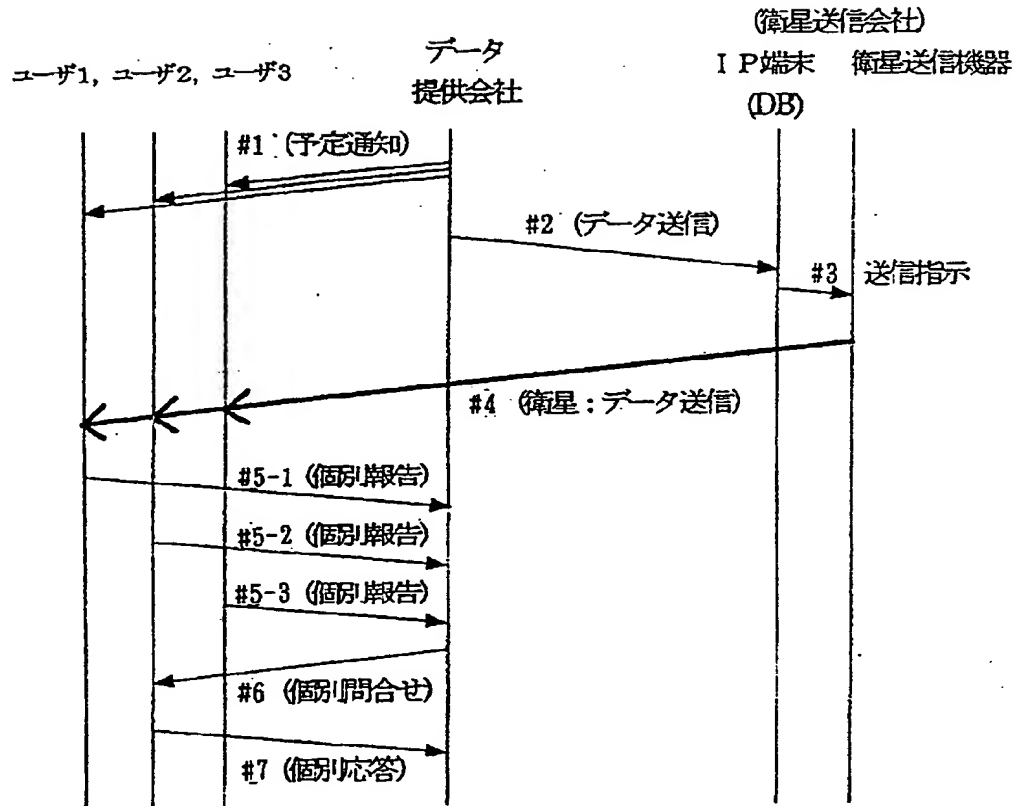 (衛星送信会社)
ユーザ1, ユーザ2, ユーザ3
データ
提供会社
IP端末
(DB)
衛星送信機器
#1 (予定通知)
#2 (データ送信)
#3 送信指示
#4 (衛星:データ送信)
#5-1 (個別報告)
#5-2 (個別報告)
#5-3 (個別報告)
#6 (個別問合せ)
#7 (個別応答)